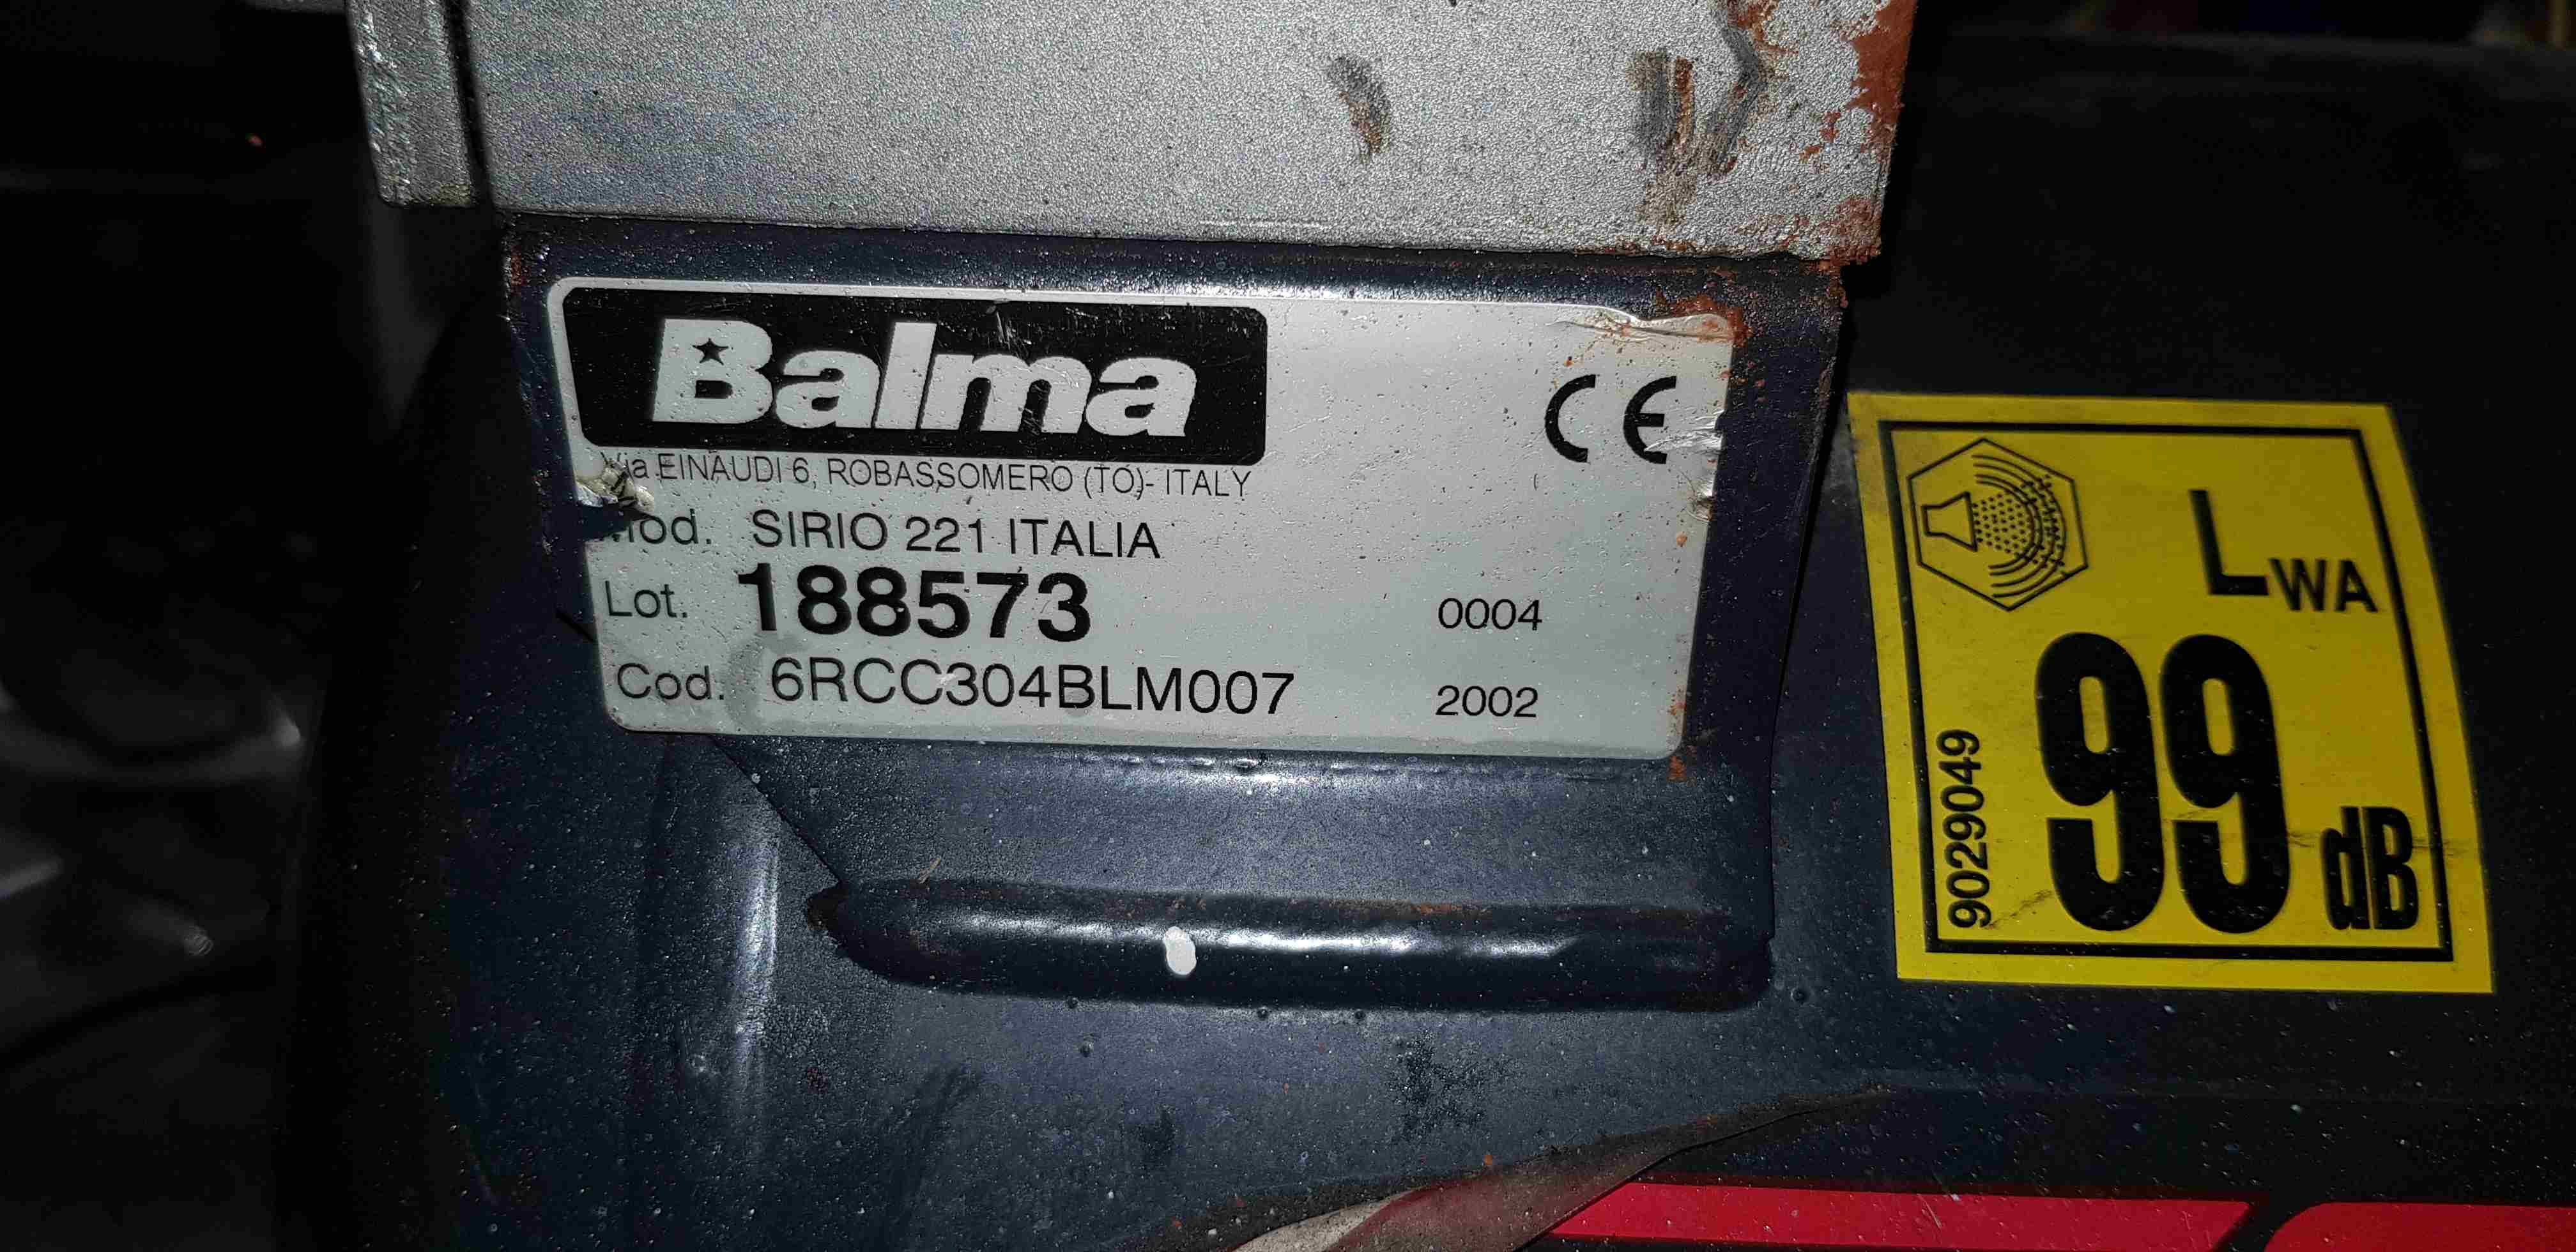 Balma
CE
Via EINAUDI 6, ROBASSOMERO (TO)- ITALY
Mod. SIRIO 221 ITALIA
Lot. 188573 0004
Cod. 6RCC304BLM007 2002
LWA
99 dB
9029049